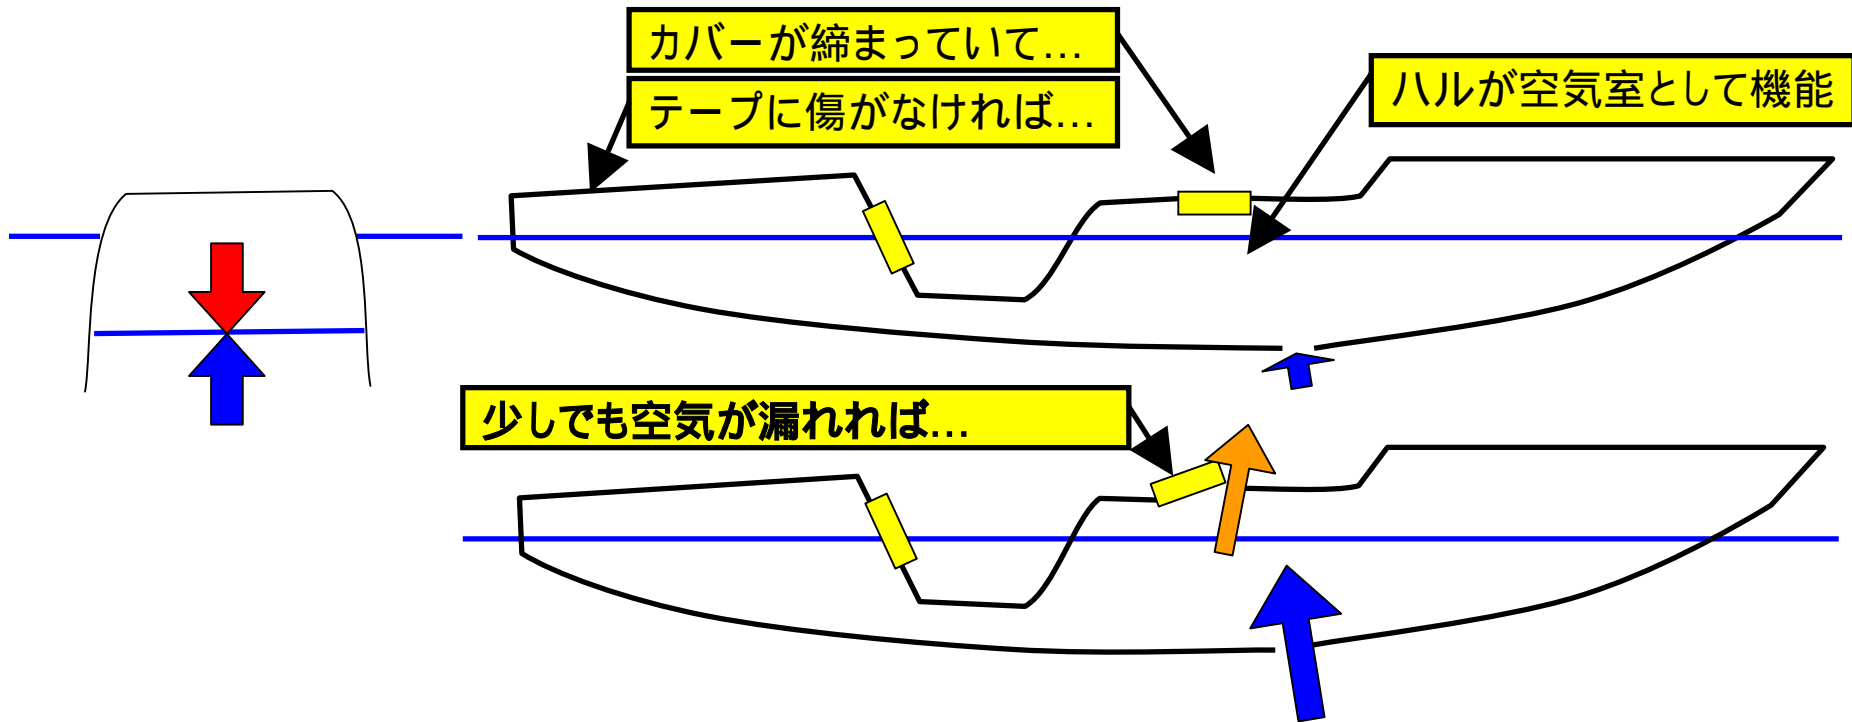 カバーが締まっていて…
テープに傷がなければ…
ハルが空気室として機能
少しでも空気が漏れれば…